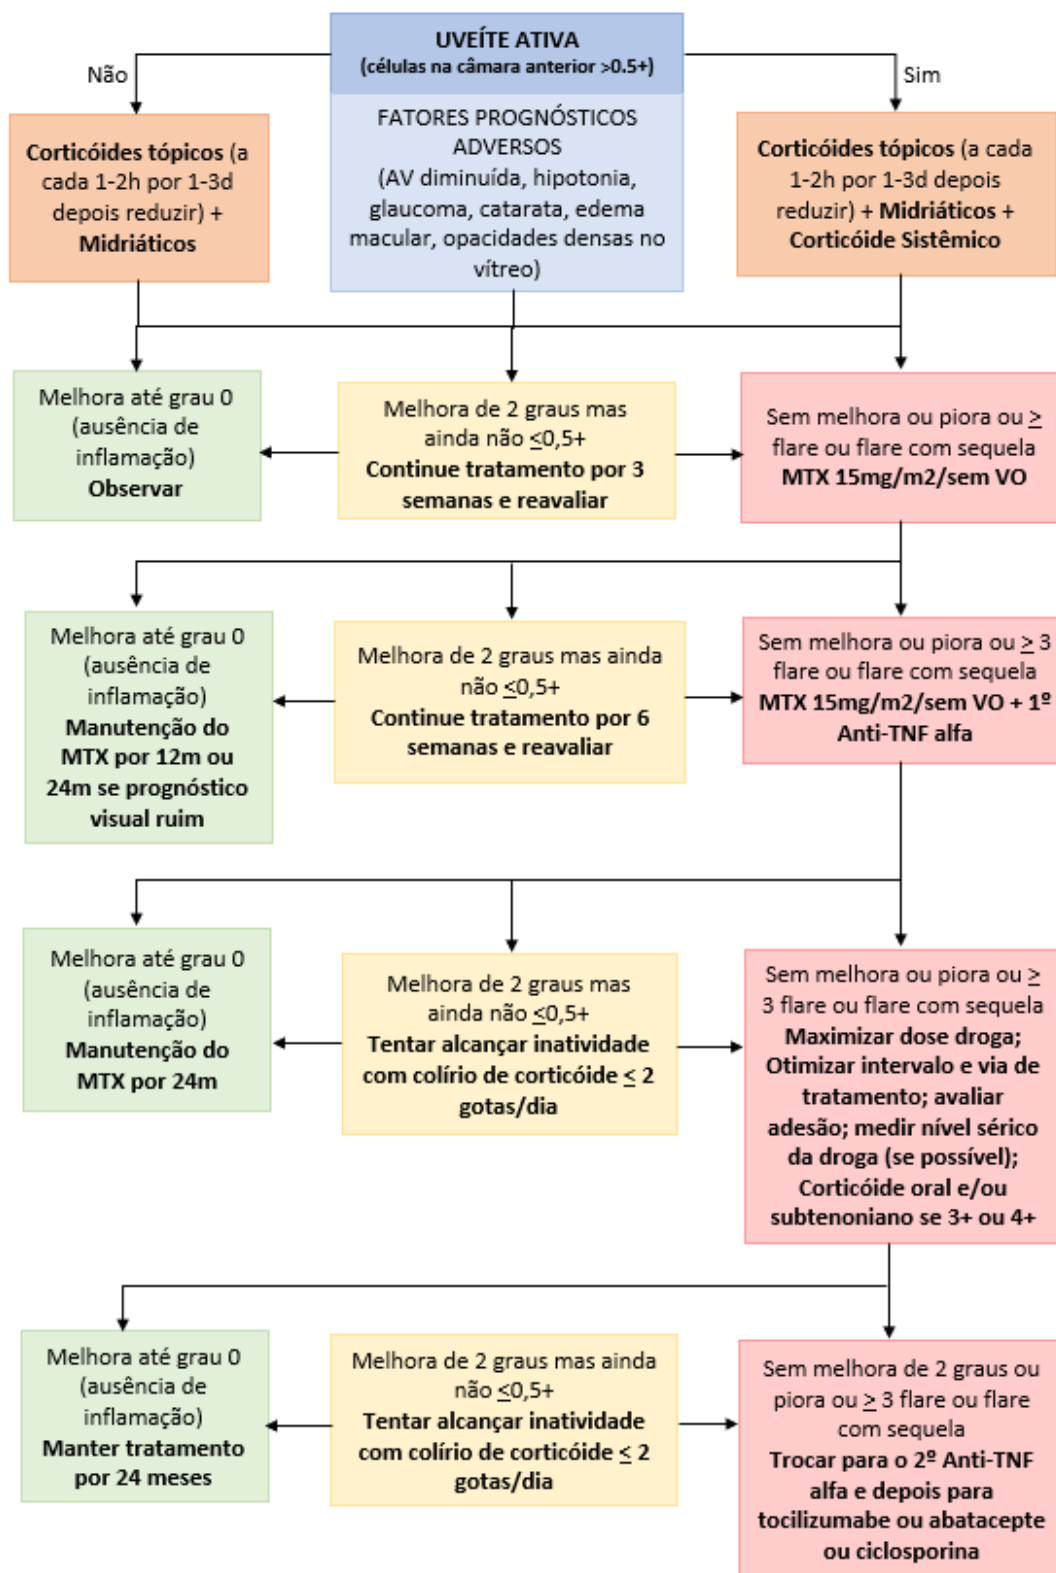 UVEÍTE ATIVA
(células na câmara anterior >0.5+)
Não
Sim
Corticóides tópicos (a
cada 1-2h por 1-3d
depois reduzir) +
Midriáticos
FATORES PROGNÓSTICOS
ADVERSOS
(AV diminuída, hipotonia,
glaucoma, catarata, edema
macular, opacidades densas no
vítreo)
Corticóides tópicos (a cada
1-2h por 1-3d depois
reduzir) + Midriáticos +
Corticóide Sistêmico
Melhora até grau 0
(ausência de
inflamação)
Observar
Melhora de 2 graus mas
ainda não ≤0,5+
Continue tratamento por 3
semanas e reavaliar
Sem melhora ou piora ou ≥
flare ou flare com sequela
MTX 15mg/m2/sem VO
Melhora até grau 0
(ausência de
inflamação)
Manutenção do
MTX por 12m ou
24m se prognóstico
visual ruim
Melhora de 2 graus mas ainda
não ≤0,5+
Continue tratamento por 6
semanas e reavaliar
Sem melhora ou piora ou ≥ 3
flare ou flare com sequela
MTX 15mg/m2/sem VO + 1º
Anti-TNF alfa
Melhora até grau 0
(ausência de
inflamação)
Manutenção do
MTX por 24m
Melhora de 2 graus mas
ainda não ≤0,5+
Tentar alcançar inatividade
com colírio de corticóide ≤ 2
gotas/dia
Sem melhora ou piora ou ≥
3 flare ou flare com sequela
Maximizar dose droga;
Otimizar intervalo e via de
tratamento; avaliar
adesão; medir nível sérico
da droga (se possível);
Corticóide oral e/ou
subtenoniano se 3+ ou 4+
Melhora até grau 0
(ausência de
inflamação)
Manter tratamento
por 24 meses
Melhora de 2 graus mas ainda
não ≤0,5+
Tentar alcançar inatividade
com colírio de corticóide ≤ 2
gotas/dia
Sem melhora de 2 graus ou
piora ou ≥ 3 flare ou flare
com sequela
Trocar para o 2º Anti-TNF
alfa e depois para
tocilizumabe ou abatacepte
ou ciclosporina